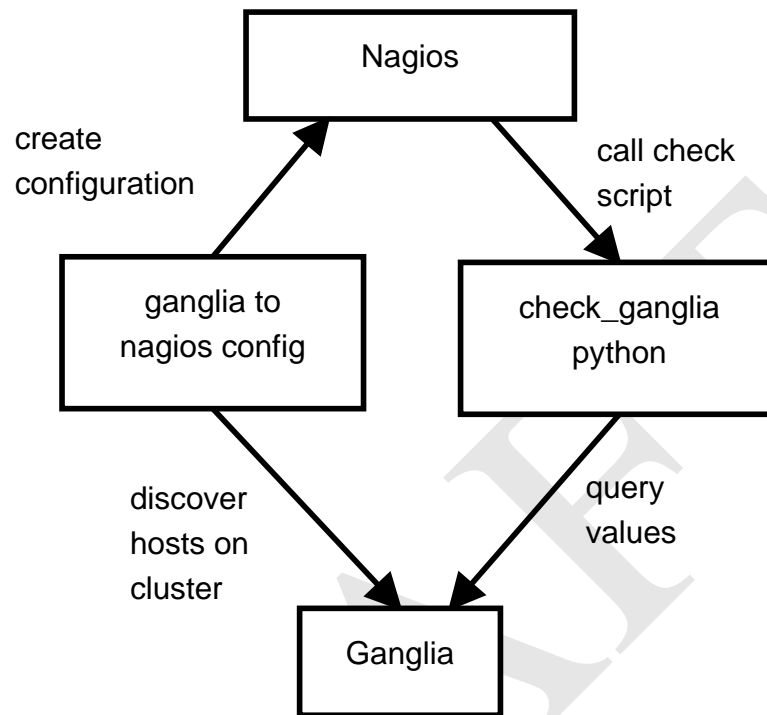 Nagios
create
configuration
call check
script
ganglia to
nagios config
check_ganglia
python
discover
hosts on
cluster
query
values
Ganglia